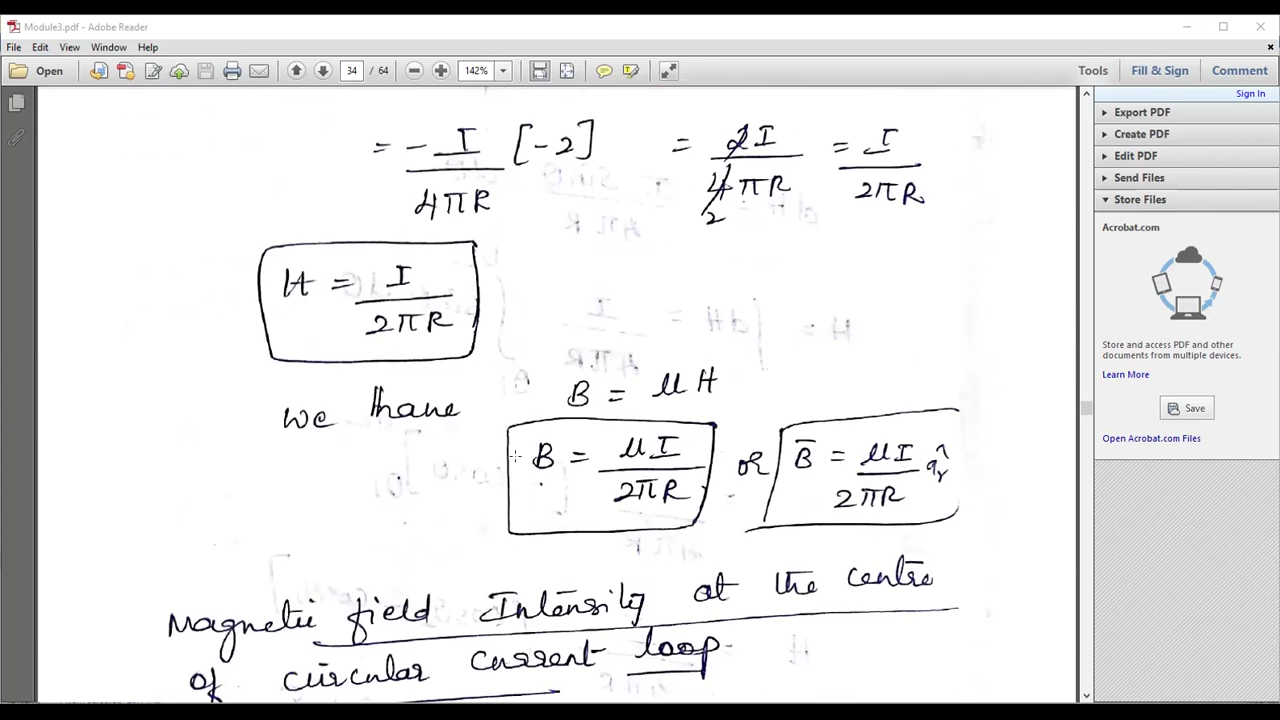 Module3.pdf - Adobe Reader
File Edit View Window Help
Open 34 / 64 142% Tools Fill & Sign Comment
Sign In
Export PDF
Create PDF
Edit PDF
Send Files
Store Files
Acrobat.com
Store and access PDF and other
documents from multiple devices.
Learn More
Save
Open Acrobat.com Files
= - I / 4πR [-2] = 2I / 4πR = I / 2πR
2
H = I / 2πR
we have B = μH
B = μI / 2πR or B̄ = μI / 2πR âᵣ
Magnetic field Intensity at the centre
of circular current loop